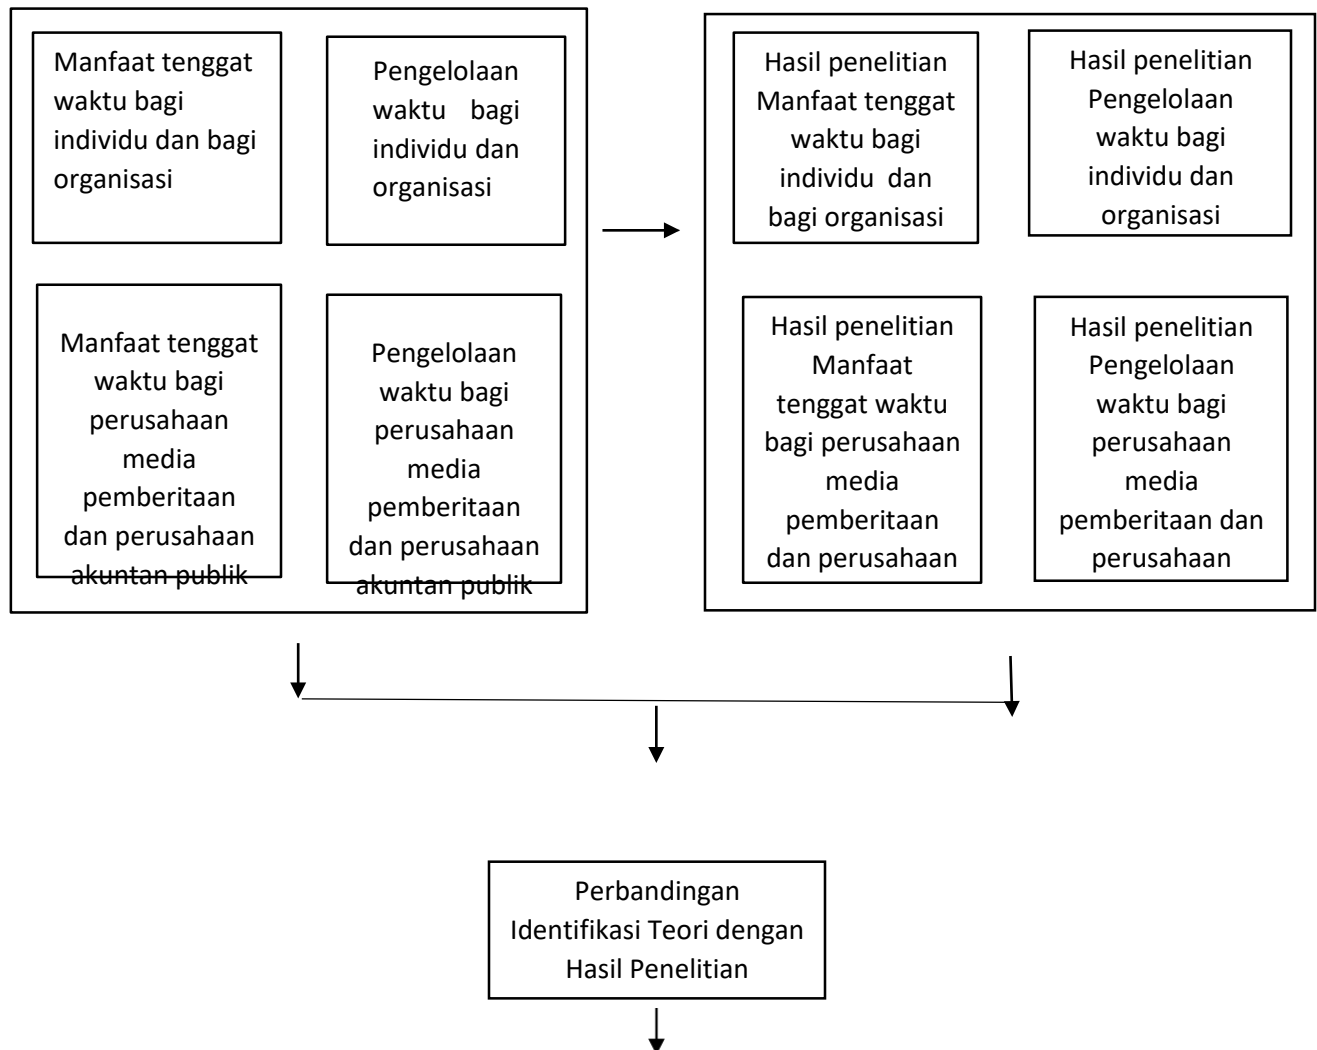 Manfaat tenggat
waktu bagi
individu dan bagi
organisasi
Pengelolaan
waktu bagi
individu dan
organisasi
Manfaat tenggat
waktu bagi
perusahaan
media
pemberitaan
dan perusahaan
akuntan publik
Pengelolaan
waktu bagi
perusahaan
media
pemberitaan
dan perusahaan
akuntan publik
Hasil penelitian
Manfaat tenggat
waktu bagi
individu dan
bagi organisasi
Hasil penelitian
Pengelolaan
waktu bagi
individu dan
organisasi
Hasil penelitian
Manfaat
tenggat waktu
bagi perusahaan
media
pemberitaan
dan perusahaan
Hasil penelitian
Pengelolaan
waktu bagi
perusahaan
media
pemberitaan dan
perusahaan
Perbandingan
Identifikasi Teori dengan
Hasil Penelitian